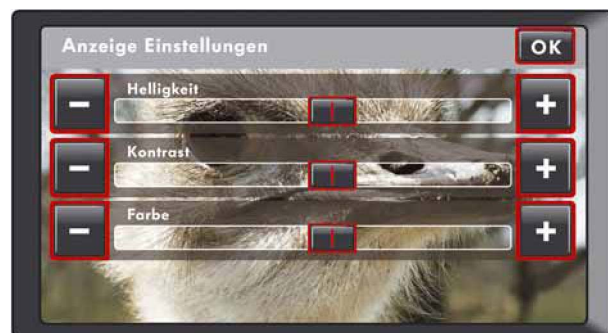 Anzeige Einstellungen
OK
Helligkeit
- +
Kontrast
- +
Farbe
- +